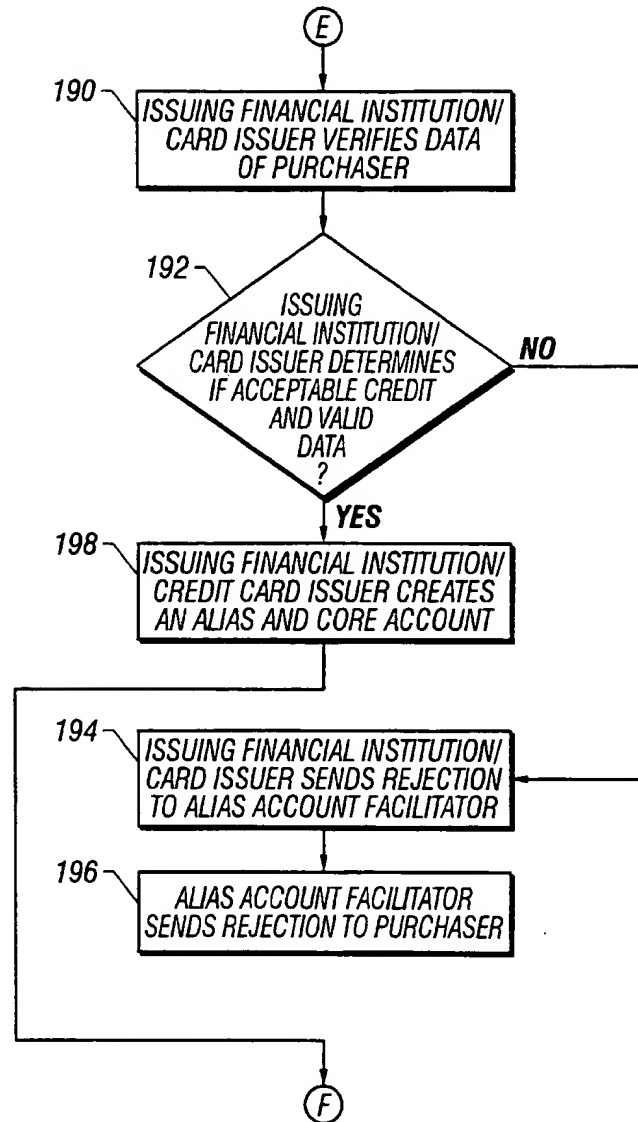 E
190
ISSUING FINANCIAL INSTITUTION/
CARD ISSUER VERIFIES DATA
OF PURCHASER
192
ISSUING
FINANCIAL INSTITUTION/
CARD ISSUER DETERMINES
IF ACCEPTABLE CREDIT
AND VALID
DATA
?
NO
YES
198
ISSUING FINANCIAL INSTITUTION/
CREDIT CARD ISSUER CREATES
AN ALIAS AND CORE ACCOUNT
194
ISSUING FINANCIAL INSTITUTION/
CARD ISSUER SENDS REJECTION
TO ALIAS ACCOUNT FACILITATOR
196
ALIAS ACCOUNT FACILITATOR
SENDS REJECTION TO PURCHASER
F